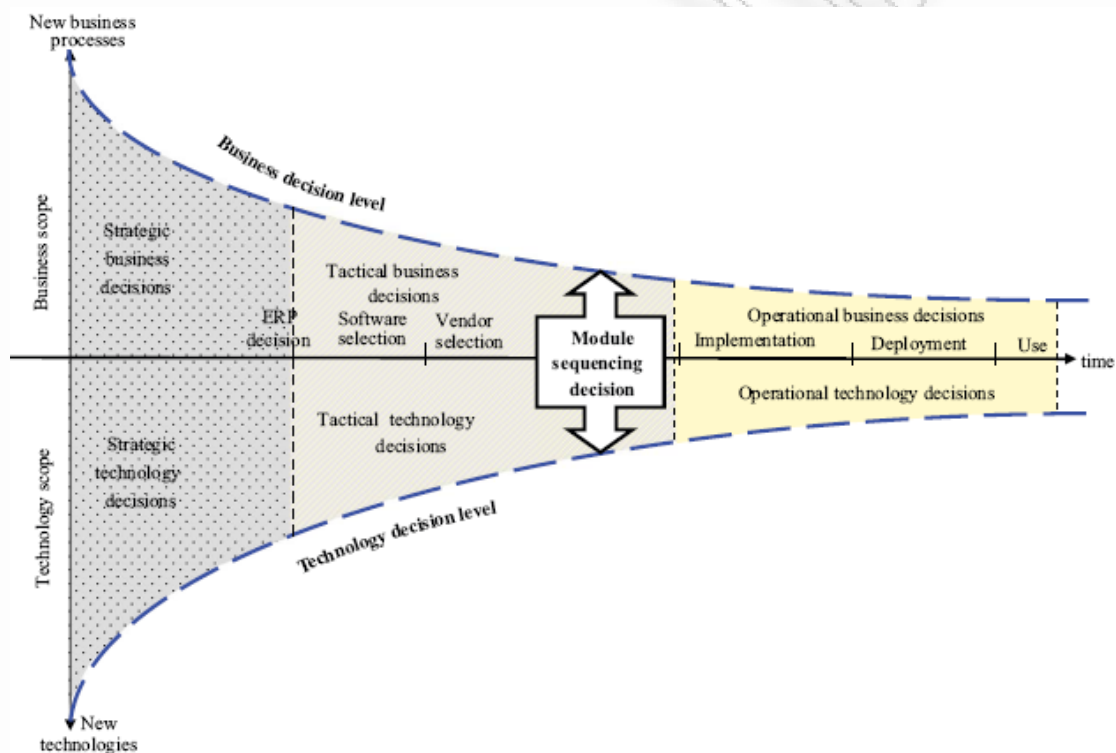 New business
processes
Business decision level
Business scope
Strategic
business
decisions
Tactical business
decisions
ERP
decision
Software
selection
Vendor
selection
Module
sequencing
decision
Operational business decisions
Implementation
Deployment
Use
time
Operational technology decisions
Tactical technology
decisions
Strategic
technology
decisions
Technology scope
Technology decision level
New
technologies